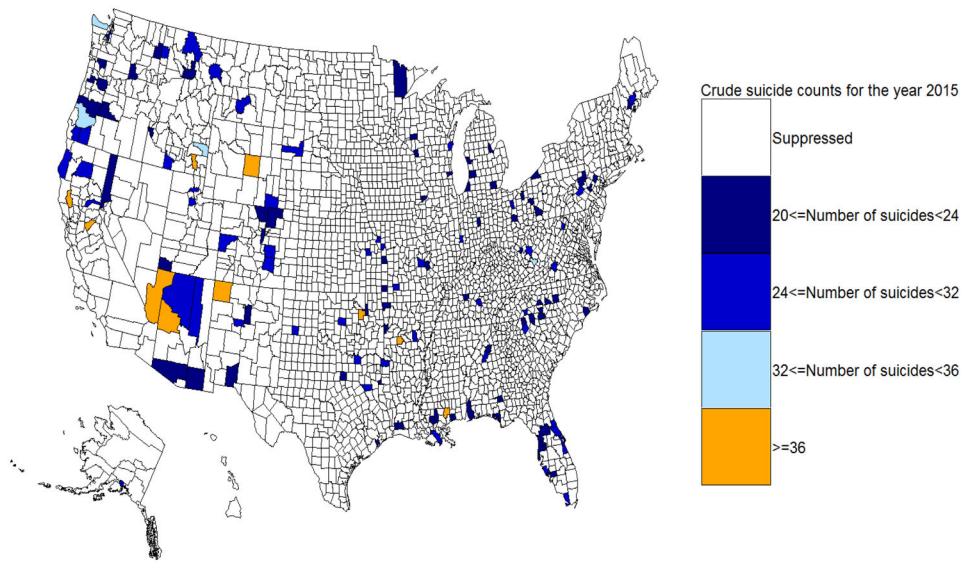 Crude suicide counts for the year 2015
Suppressed
20<=Number of suicides<24
24<=Number of suicides<32
32<=Number of suicides<36
>=36